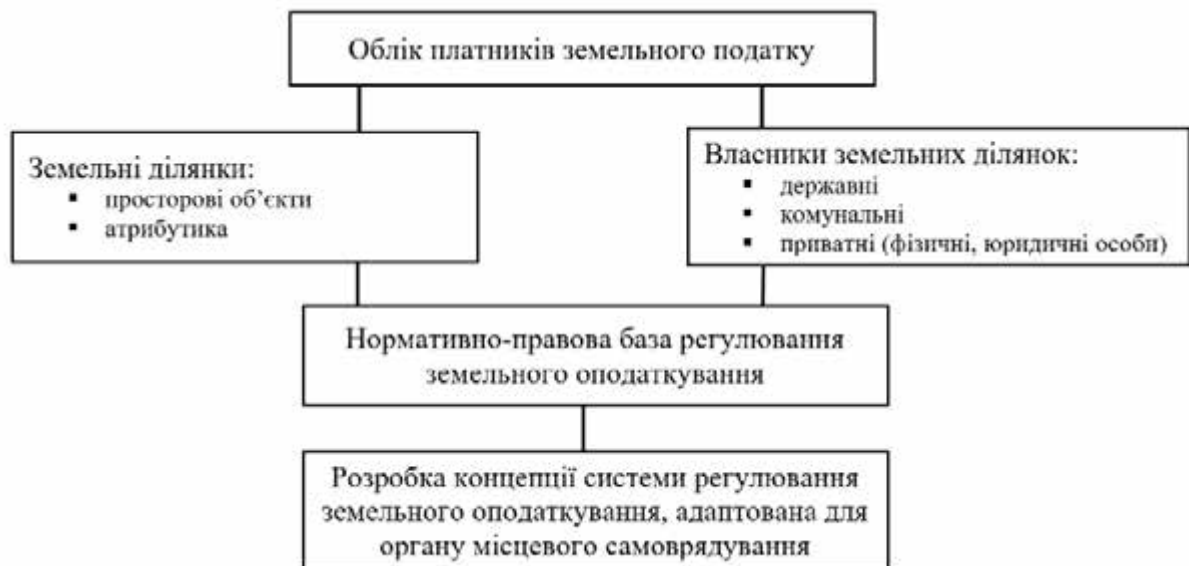 Облік платників земельного податку
Земельні ділянки:
▪ просторові об’єкти
▪ атрибутика
Власники земельних ділянок:
▪ державні
▪ комунальні
▪ приватні (фізичні, юридичні особи)
Нормативно-правова база регулювання
земельного оподаткування
Розробка концепції системи регулювання
земельного оподаткування, адаптована для
органу місцевого самоврядування